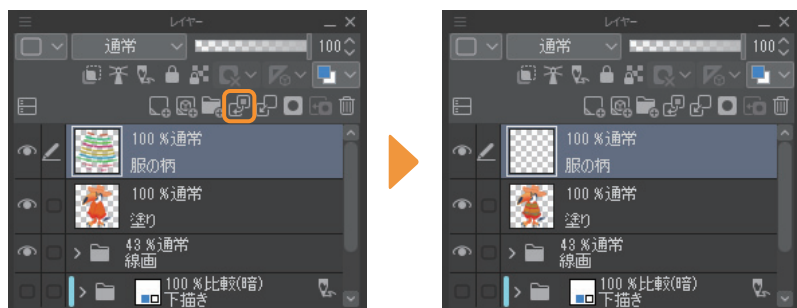 レイヤー
通常 100
100 %通常
服の柄
100 %通常
塗り
43 %通常
線画
100 %比較(暗)
下描き
レイヤー
通常 100
100 %通常
服の柄
100 %通常
塗り
43 %通常
線画
100 %比較(暗)
下描き